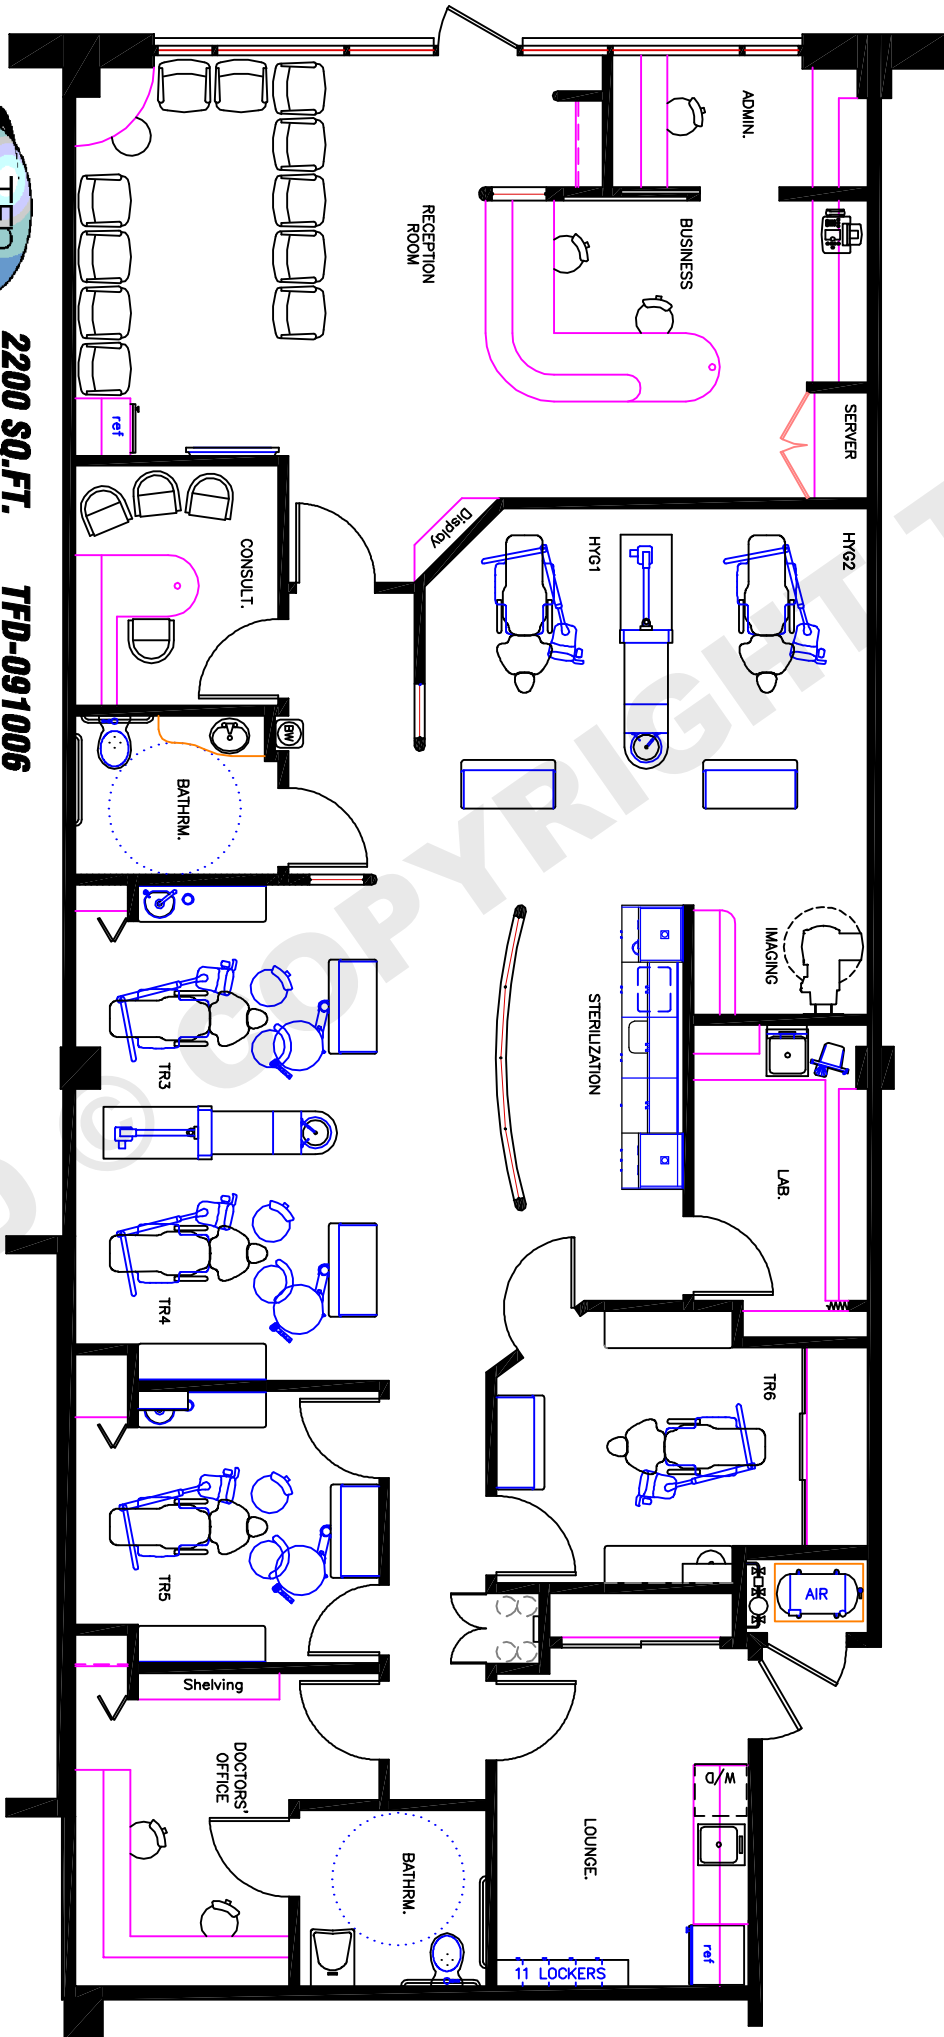 ADMIN.
BUSINESS
RECEPTION
ROOM
SERVER
ref
Display
CONSULT.
HYG1
HYG2
BW
BATHRM.
IMAGING
STERILIZATION
LAB.
TR3
TR4
TR5
TR6
AIR
Shelving
DOCTORS'
OFFICE
BATHRM.
LOUNGE.
W/D
ref
11 LOCKERS
2200 SQ.FT.
TFD-091006
© COPYRIGHT